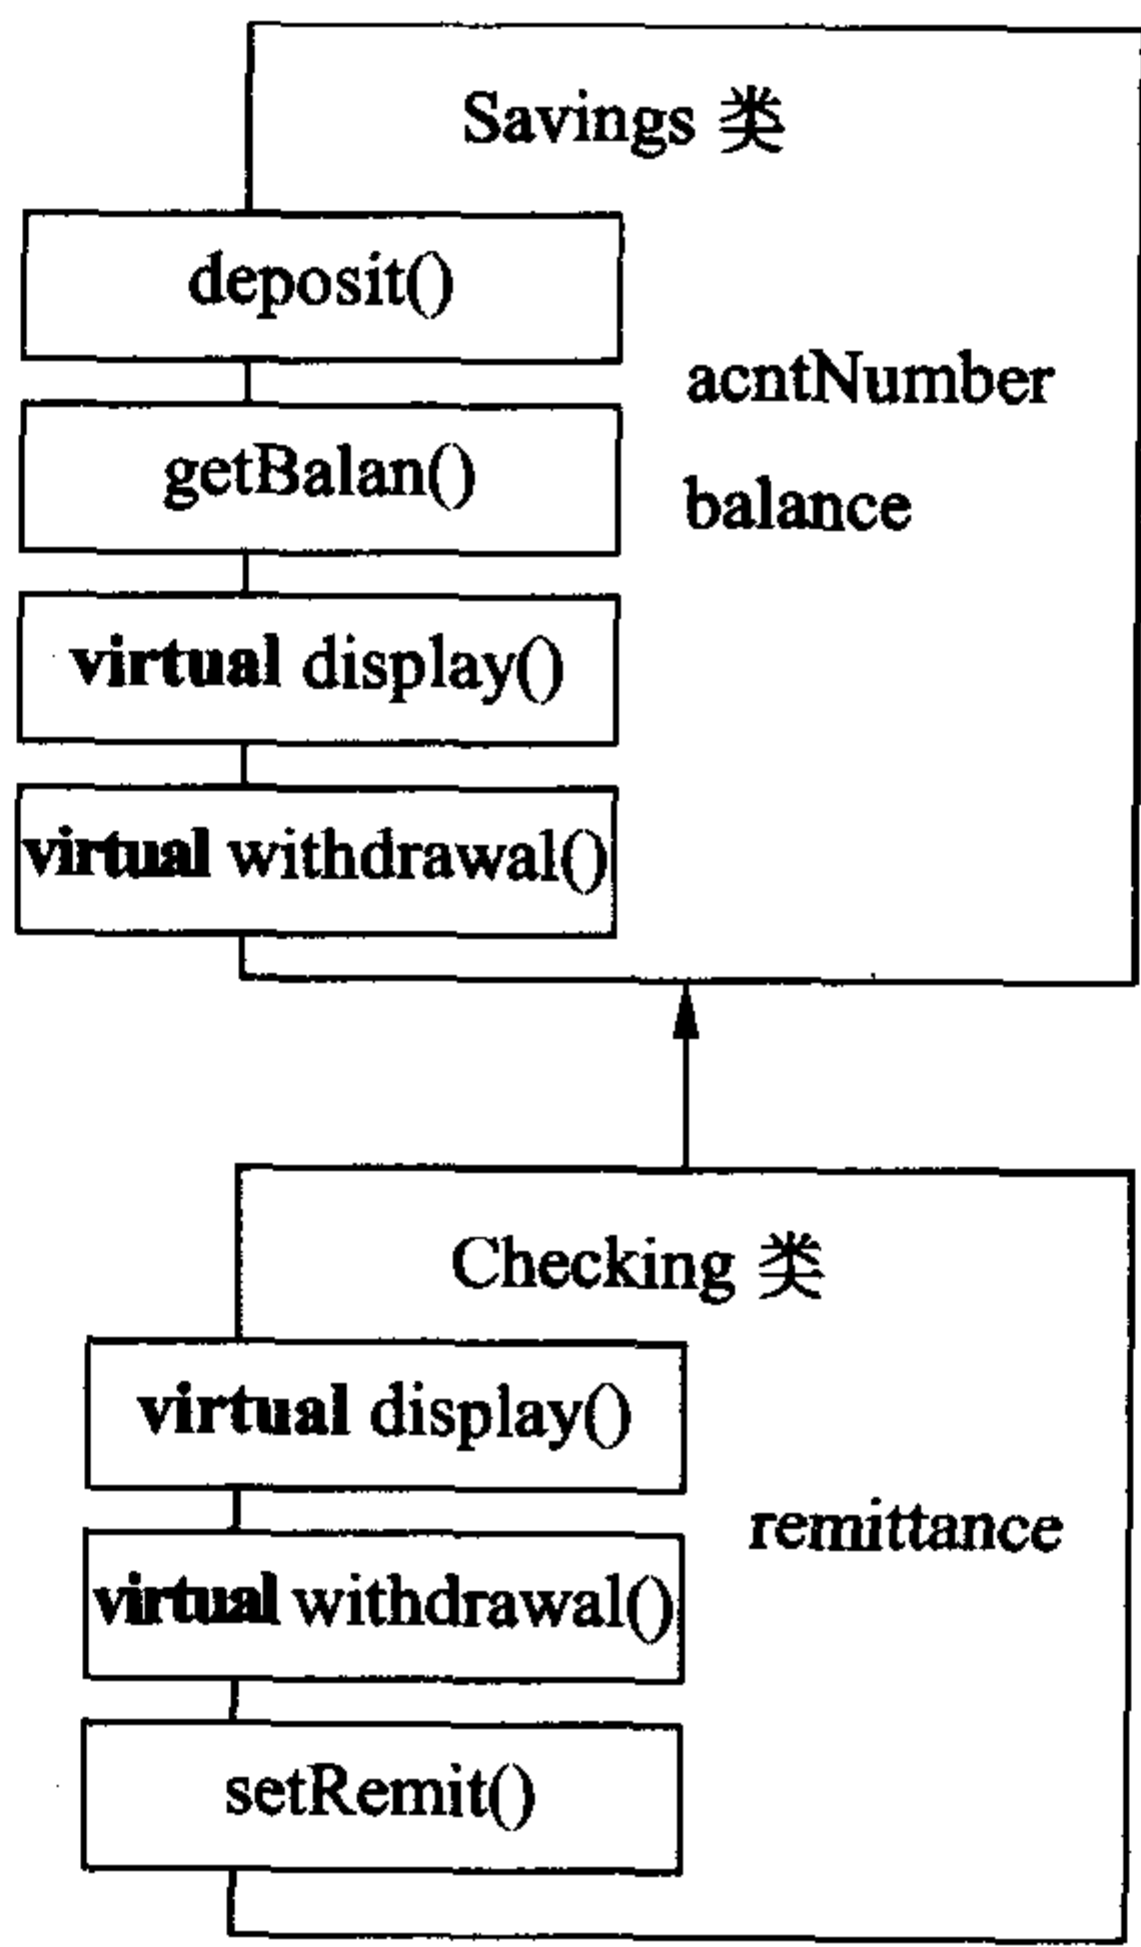 Savings 类
deposit()
getBalan()
acntNumber
balance
virtual display()
virtual withdrawal()
Checking 类
virtual display()
virtual withdrawal()
remittance
setRemit()